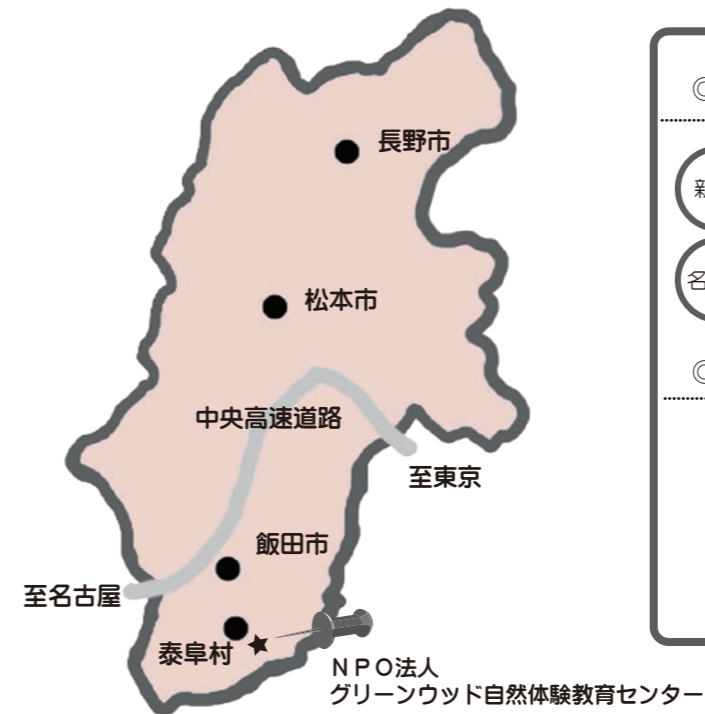 長野市
松本市
中央高速道路
至東京
飯田市
至名古屋
泰阜村
NPO法人
グリーンウッド自然体験教育センター
◎
名
◎